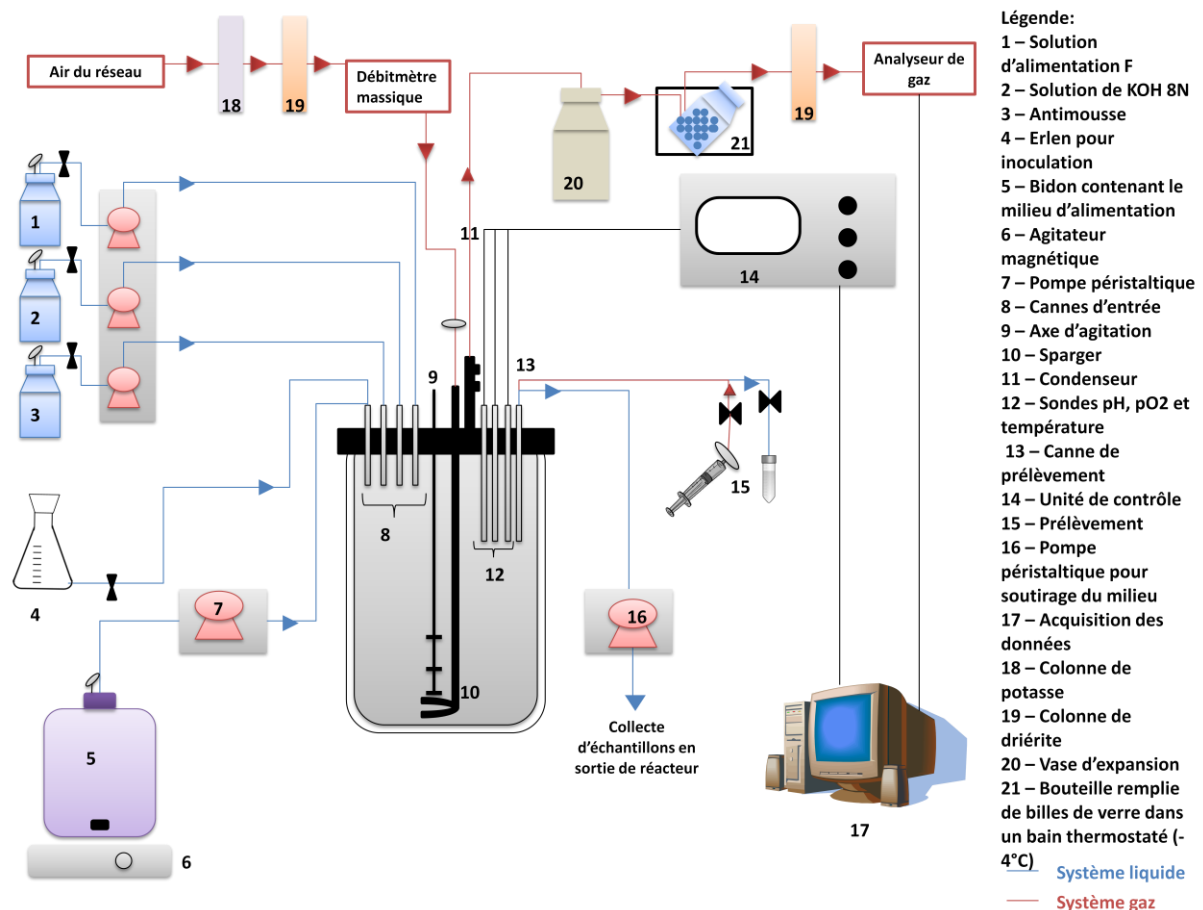 Air du réseau
18
19
Débitmètre
massique
20
21
19
Analyseur de
gaz
1
2
3
11
14
9
13
8
12
15
4
7
16
10
5
6
Collecte
d'échantillons en
sortie de réacteur
17
Légende:
1 – Solution
d'alimentation F
2 – Solution de KOH 8N
3 – Antimousse
4 – Erlen pour
inoculation
5 – Bidon contenant le
milieu d'alimentation
6 – Agitateur
magnétique
7 – Pompe péristaltique
8 – Cannes d'entrée
9 – Axe d'agitation
10 – Sparger
11 – Condenseur
12 – Sondes pH, pO2 et
température
13 – Canne de
prélèvement
14 – Unité de contrôle
15 – Prélèvement
16 – Pompe
péristaltique pour
soutirage du milieu
17 – Acquisition des
données
18 – Colonne de
potasse
19 – Colonne de
driérite
20 – Vase d'expansion
21 – Bouteille remplie
de billes de verre dans
un bain thermostaté (-
4°C)
Système liquide
Système gaz